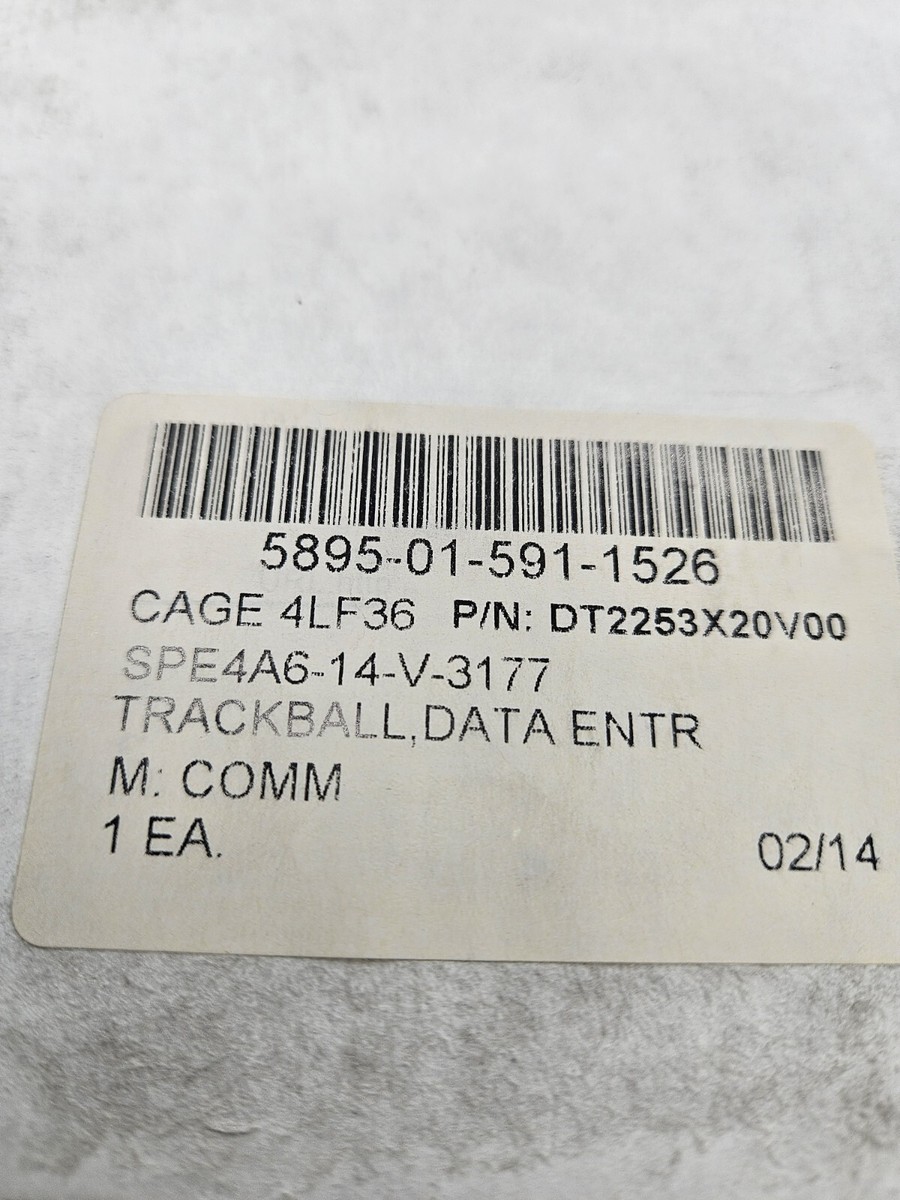 5895-01-591-1526
CAGE 4LF36 P/N: DT2253X20V00
SPE4A6-14-V-3177
TRACKBALL,DATA ENTR
M: COMM
1 EA.
02/14